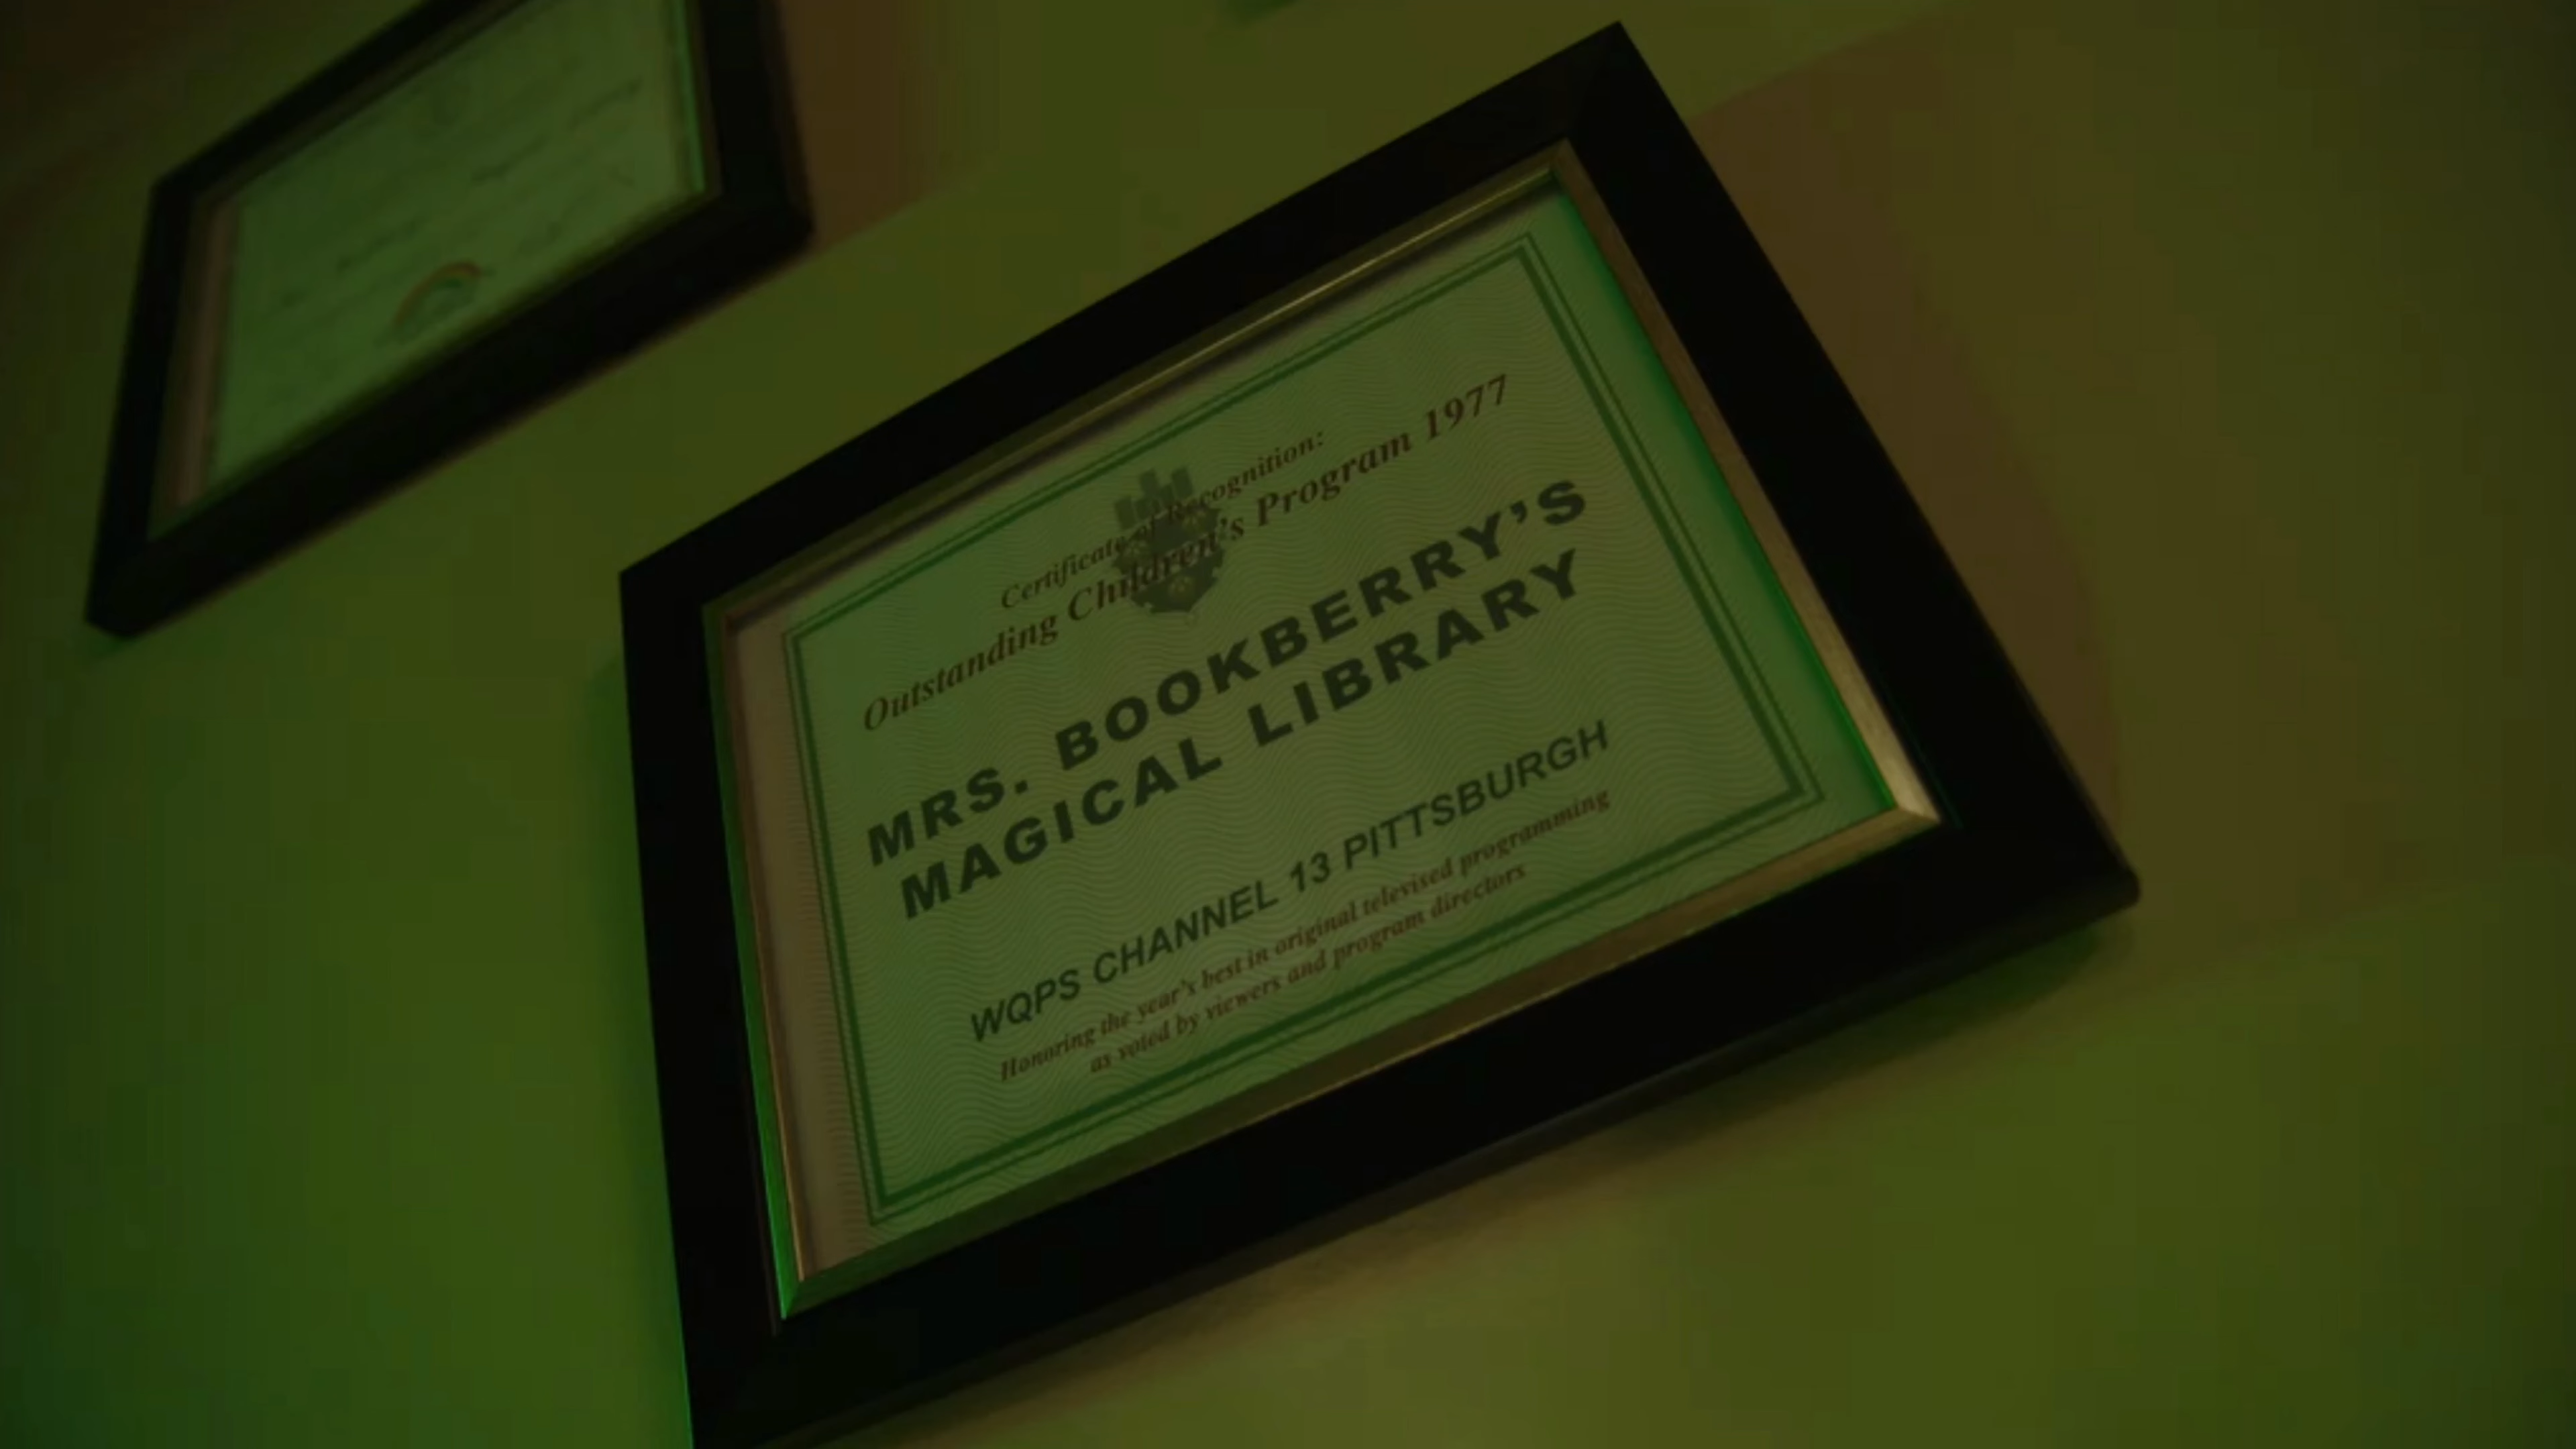 Certificate of Recognition:
Outstanding Children's Program 1977
MRS. BOOKBERRY'S
MAGICAL LIBRARY
WQPS CHANNEL 13 PITTSBURGH
Honoring the year's best in original televised programming
as voted by viewers and program directors